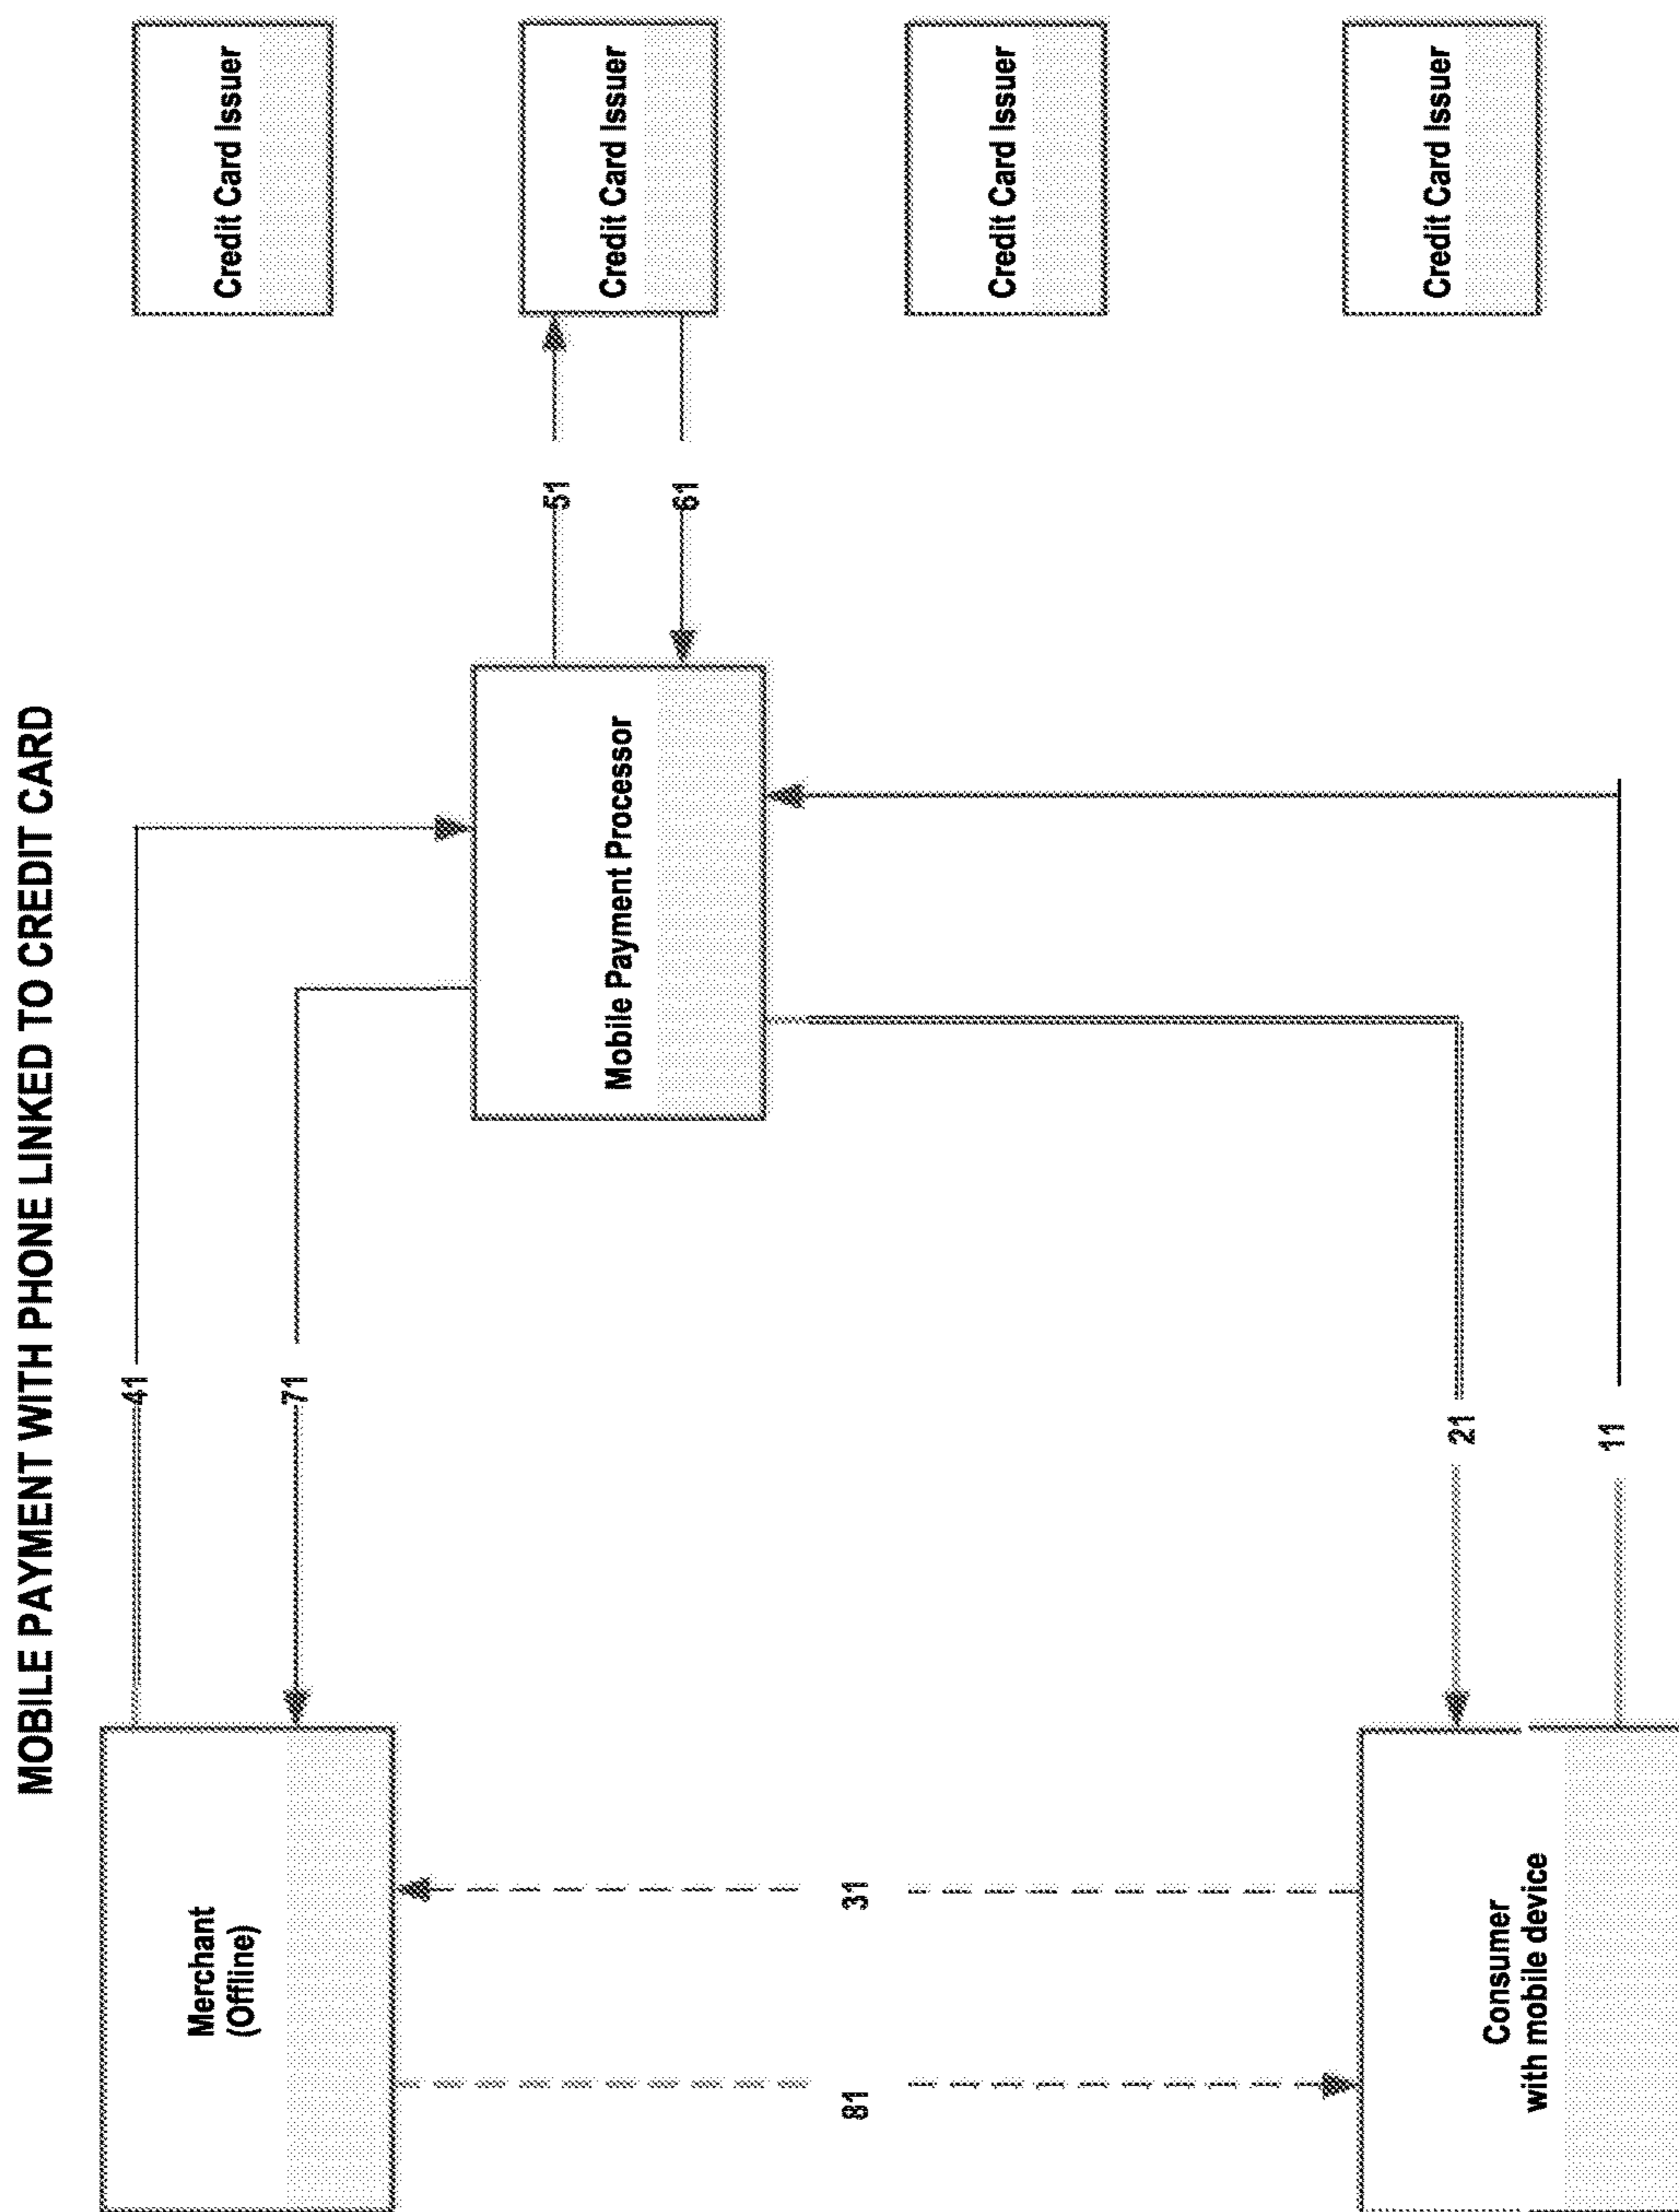 MOBILE PAYMENT WITH PHONE LINKED TO CREDIT CARD
Merchant
(Offline)
41
71
Credit Card Issuer
Mobile Payment Processor
51
61
Credit Card Issuer
81
31
Credit Card Issuer
Consumer
with mobile device
21
11
Credit Card Issuer